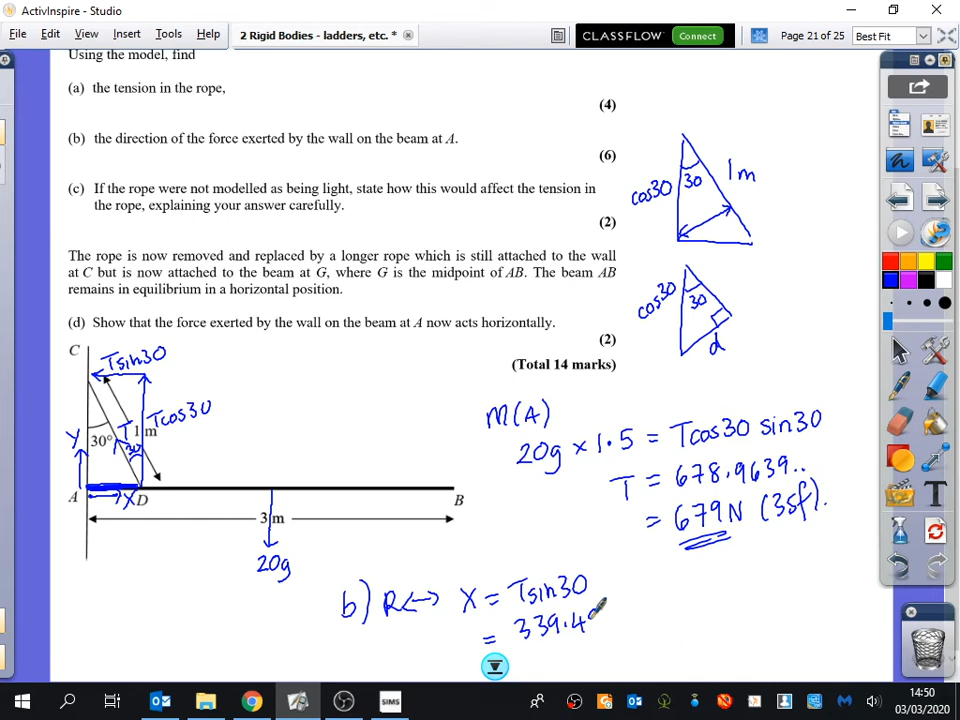 ActivInspire - Studio
File Edit View Insert Tools Help
2 Rigid Bodies - ladders, etc. *
CLASSFLOW Connect
Page 21 of 25
Best Fit
Using the model, find
(a) the tension in the rope,
(4)
(b) the direction of the force exerted by the wall on the beam at A.
(6)
(c) If the rope were not modelled as being light, state how this would affect the tension in
the rope, explaining your answer carefully.
(2)
The rope is now removed and replaced by a longer rope which is still attached to the wall
at C but is now attached to the beam at G, where G is the midpoint of AB. The beam AB
remains in equilibrium in a horizontal position.
(d) Show that the force exerted by the wall on the beam at A now acts horizontally.
(2)
(Total 14 marks)
cos30 30 1m
cos30 30
d
C
Tsin30
Tcos30
T 1 m
Y 30° 30
A X D B
3 m
20g
M(A)
20g × 1.5 = Tcos30 sin30
T = 678.9639..
= 679N (3sf).
b) R↔ X = Tsin30
= 339.4
SIMS
14:50
03/03/2020